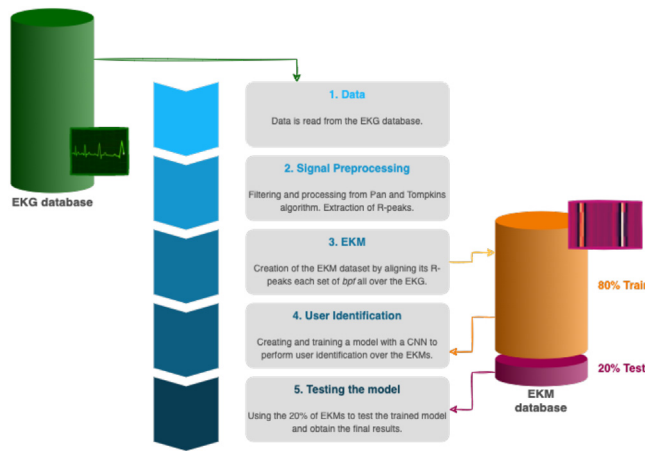 EKG database
1. Data
Data is read from the EKG database.
2. Signal Preprocessing
Filtering and processing from Pan and Tompkins
algorithm. Extraction of R-peaks.
3. EKM
Creation of the EKM dataset by aligning its R-
peaks each set of bpf all over the EKG.
4. User Identification
Creating and training a model with a CNN to
perform user identification over the EKMs.
5. Testing the model
Using the 20% of EKMs to test the trained model
and obtain the final results.
80% Trai
20% Test
EKM
database